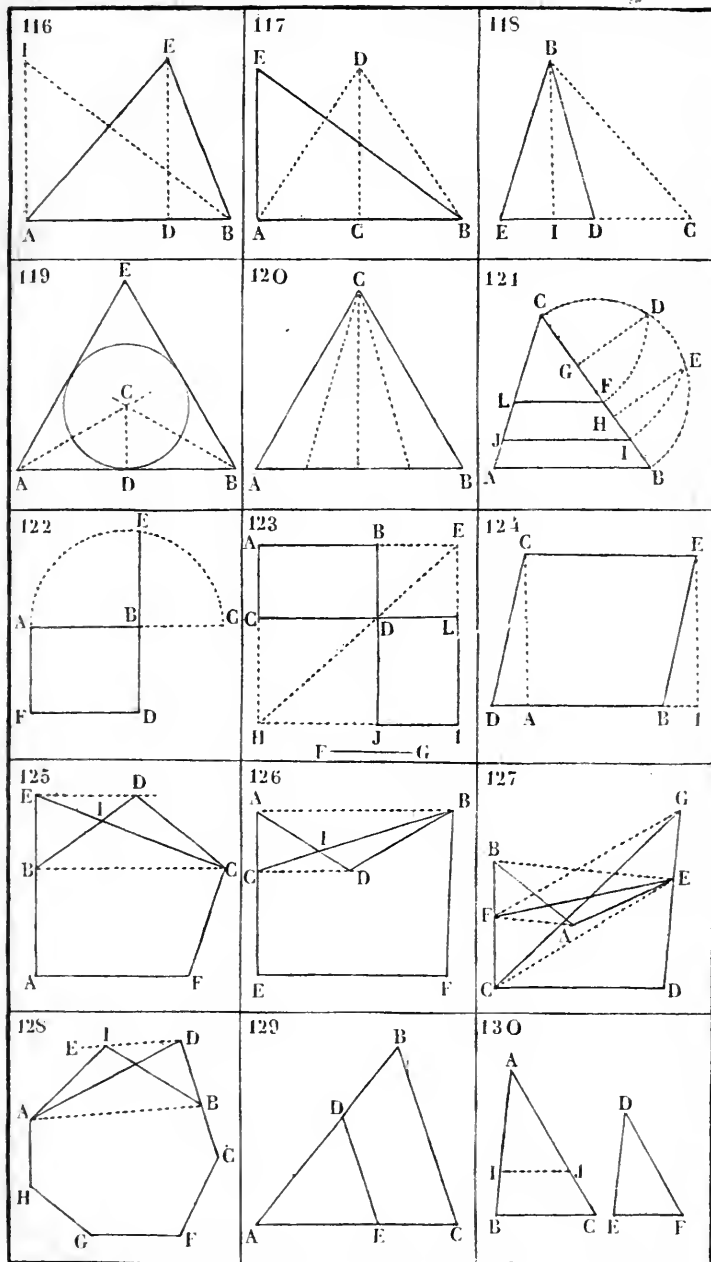 116 117 118
I E E D B
A D B A C B E I D C
119 120 121
E C C D E
C G F
L H
J I
A D B A B A B
122 123 124
E A B E C E
A B C C D L
F D H J I D A B I
F G
125 126 127
E D A B G
I I B E
B C C D F A
A F E F C D
128 129 130
E I D B A
A B D D
C I J
H
G F A E C B C E F